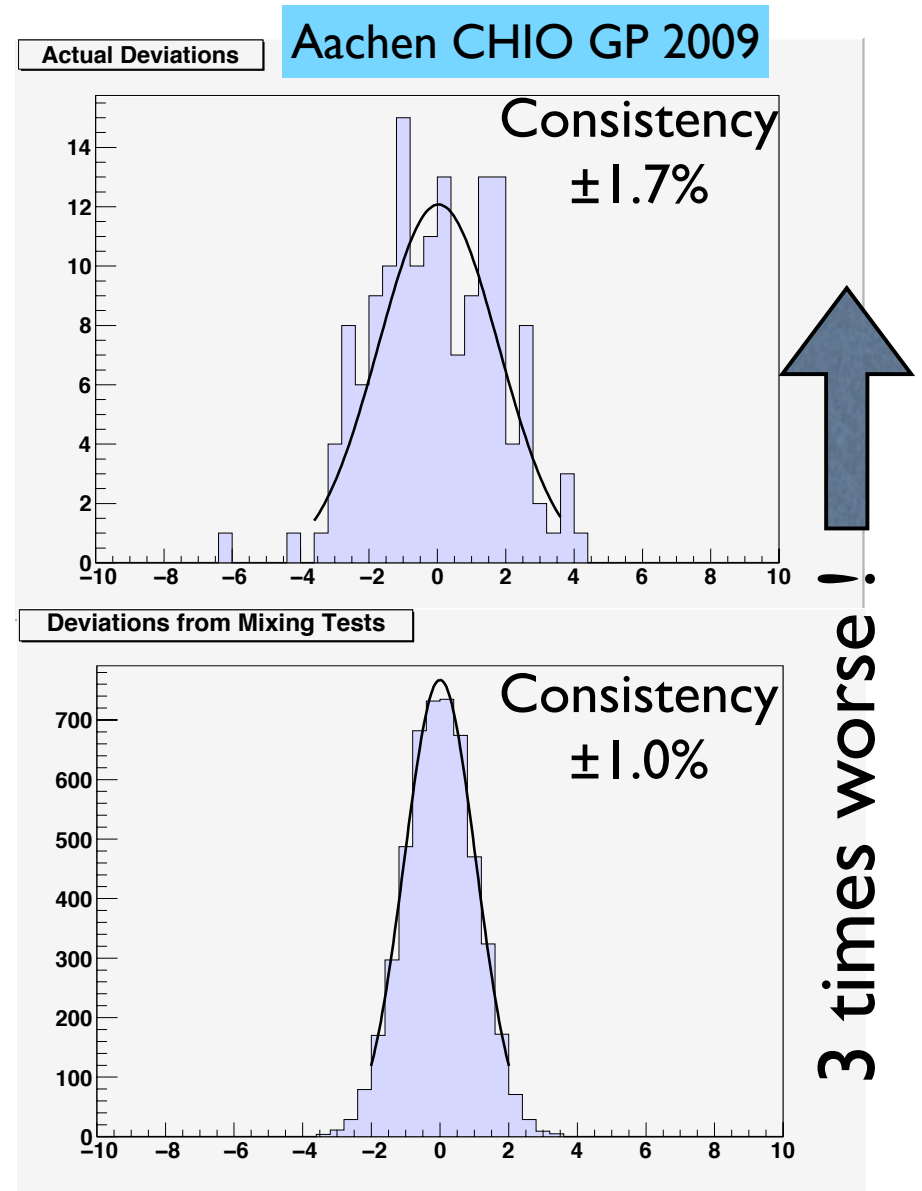 Aachen CHIO GP 2009
Actual Deviations
Consistency
±1.7%
14
12
10
8
6
4
2
0
−10 −8 −6 −4 −2 0 2 4 6 8 10
3 times worse !
Deviations from Mixing Tests
Consistency
±1.0%
700
600
500
400
300
200
100
0
−10 −8 −6 −4 −2 0 2 4 6 8 10